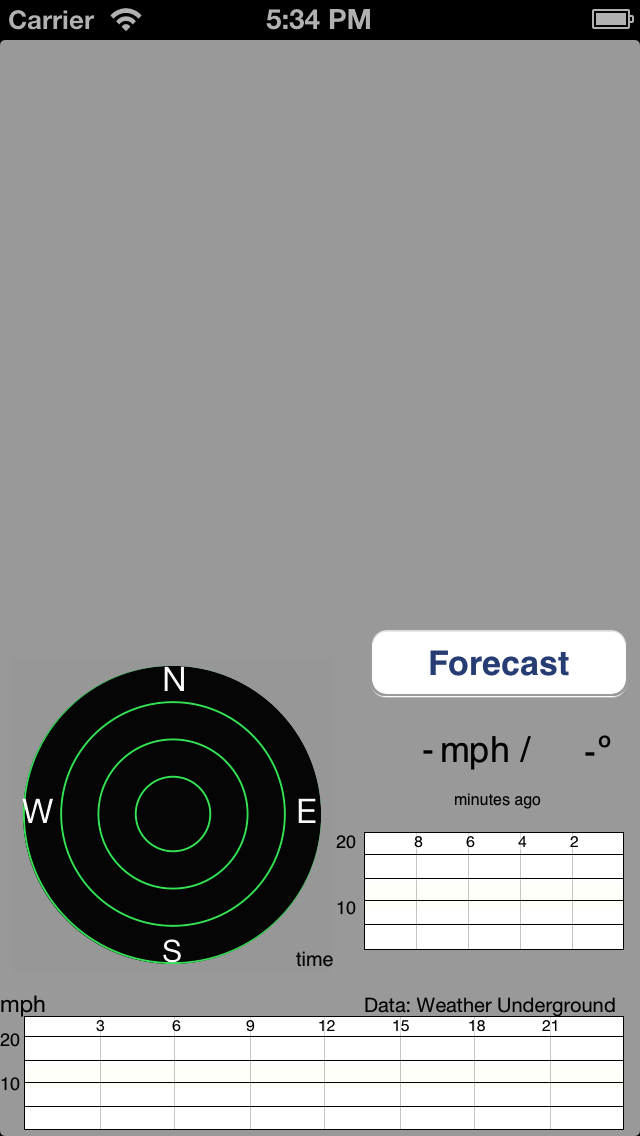 Carrier 5:34 PM
Forecast
N
W E
S
time
- mph / -º
minutes ago
20 8 6 4 2
10
mph Data: Weather Underground
3 6 9 12 15 18 21
20
10